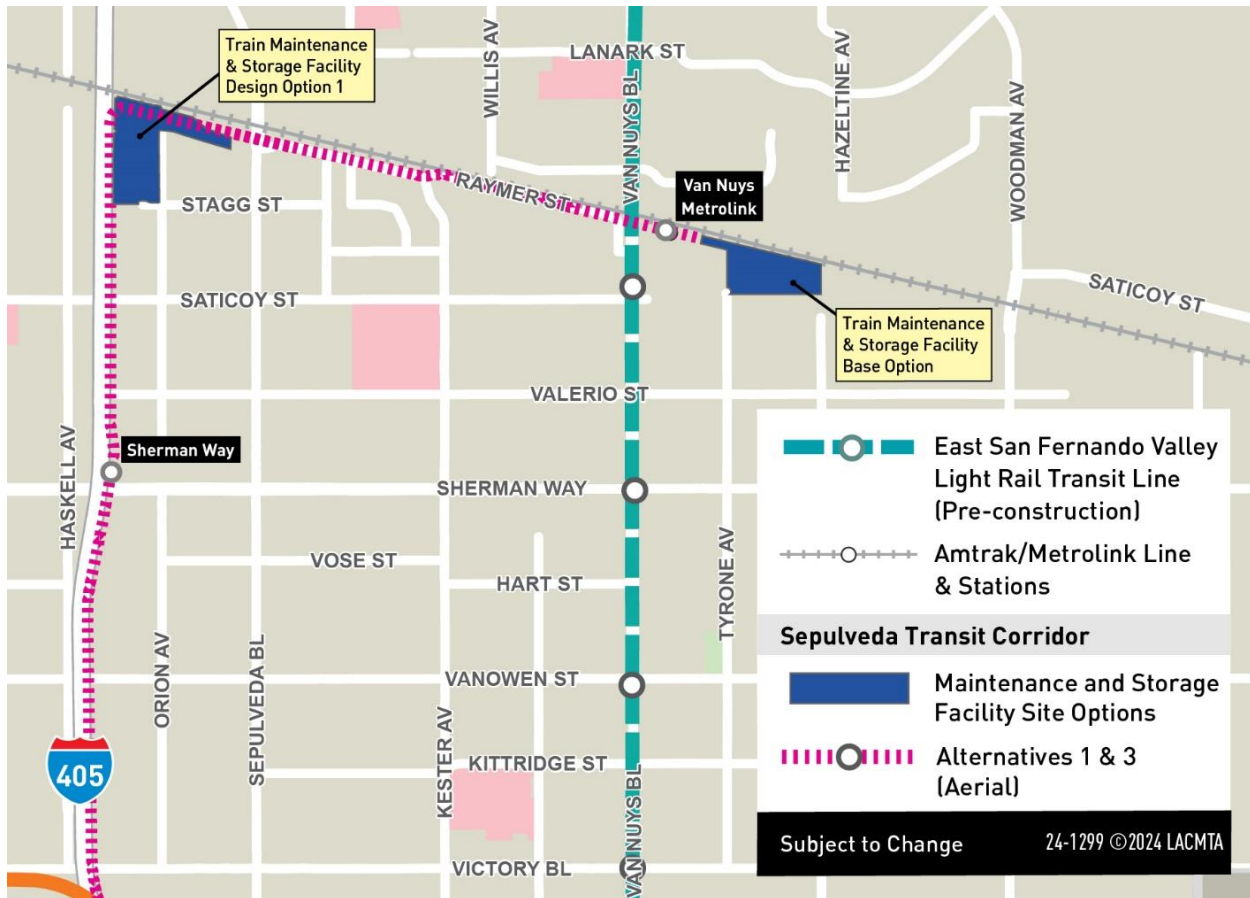 LANARK ST
WILLIS AV
HAZELTINE AV
WOODMAN AV
VAN NUYS BL
Train Maintenance
& Storage Facility
Design Option 1
RAYMER ST
Van Nuys
Metrolink
STAGG ST
SATICOY ST
SATICOY ST
Train Maintenance
& Storage Facility
Base Option
VALERIO ST
HASKELL AV
Sherman Way
SHERMAN WAY
VOSE ST
HART ST
TYRONE AV
ORION AV
SEPULVEDA BL
VANOWEN ST
KESTER AV
KITTRIDGE ST
VAN NUYS BL
405
VICTORY BL
East San Fernando Valley
Light Rail Transit Line
(Pre-construction)
Amtrak/Metrolink Line
& Stations
Sepulveda Transit Corridor
Maintenance and Storage
Facility Site Options
Alternatives 1 & 3
(Aerial)
Subject to Change
24-1299 ©2024 LACMTA